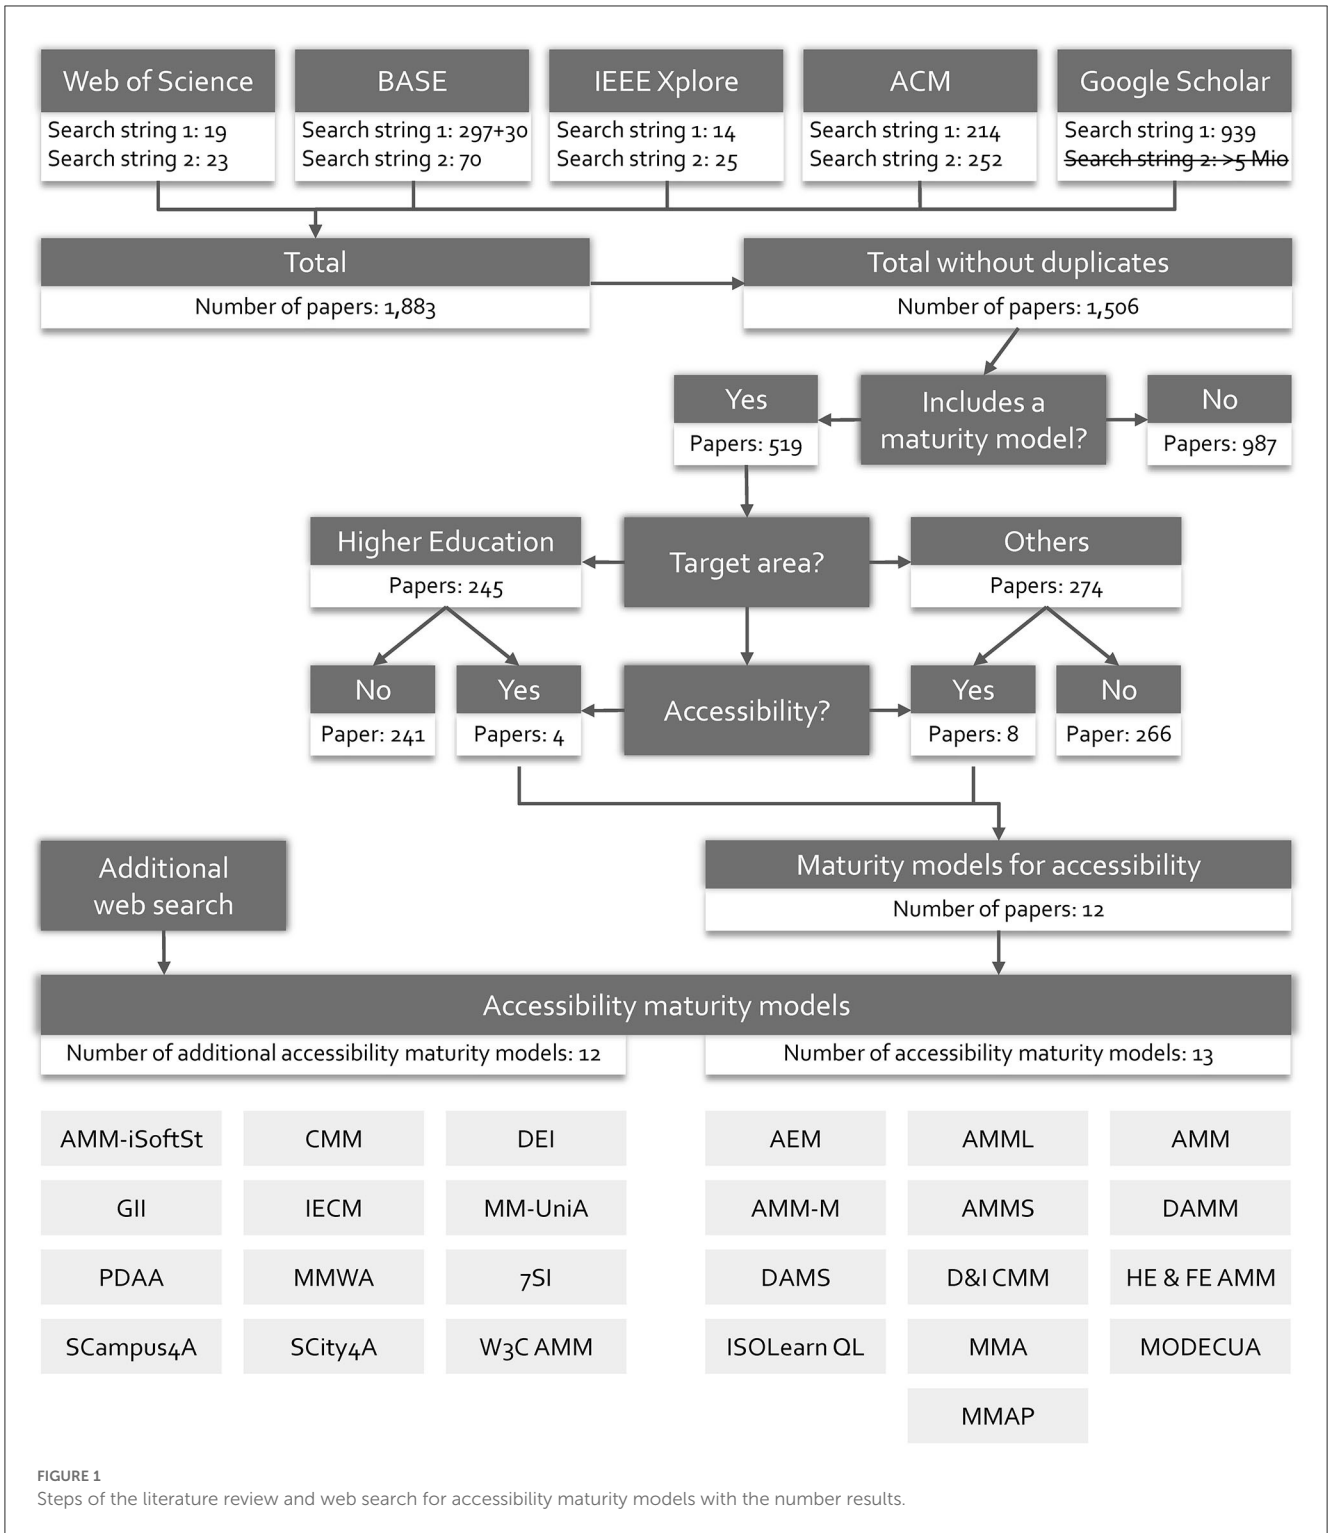 Web of Science
Search string 1: 19
Search string 2: 23
BASE
Search string 1: 297+30
Search string 2: 70
IEEE Xplore
Search string 1: 14
Search string 2: 25
ACM
Search string 1: 214
Search string 2: 252
Google Scholar
Search string 1: 939
Search string 2: >5 Mio
Total
Number of papers: 1,883
Total without duplicates
Number of papers: 1,506
Yes
Papers: 519
Includes a
maturity model?
No
Papers: 987
Higher Education
Papers: 245
Target area?
Others
Papers: 274
No
Paper: 241
Yes
Papers: 4
Accessibility?
Yes
Papers: 8
No
Paper: 266
Additional
web search
Maturity models for accessibility
Number of papers: 12
Accessibility maturity models
Number of additional accessibility maturity models: 12
Number of accessibility maturity models: 13
AMM-iSoftSt
CMM
DEI
AEM
AMML
AMM
GII
IECM
MM-UniA
AMM-M
AMMS
DAMM
PDAA
MMWA
7SI
DAMS
D&I CMM
HE & FE AMM
SCampus4A
SCity4A
W3C AMM
ISOLearn QL
MMA
MODECUA
MMAP
FIGURE 1
Steps of the literature review and web search for accessibility maturity models with the number results.